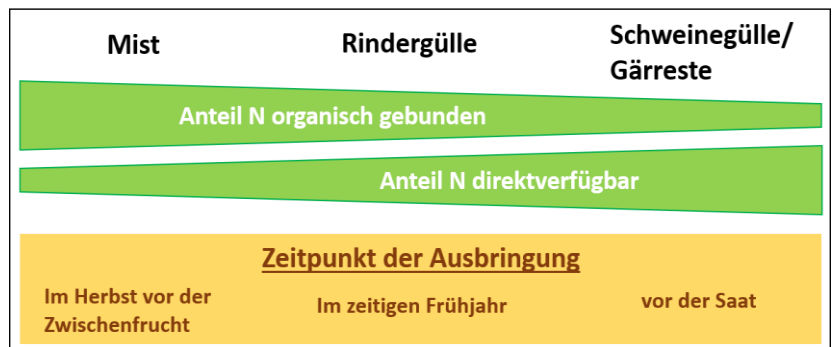 Mist
Rindergülle
Schweinegülle/
Gärreste
Anteil N organisch gebunden
Anteil N direktverfügbar
Zeitpunkt der Ausbringung
Im Herbst vor der
Zwischenfrucht
Im zeitigen Frühjahr
vor der Saat